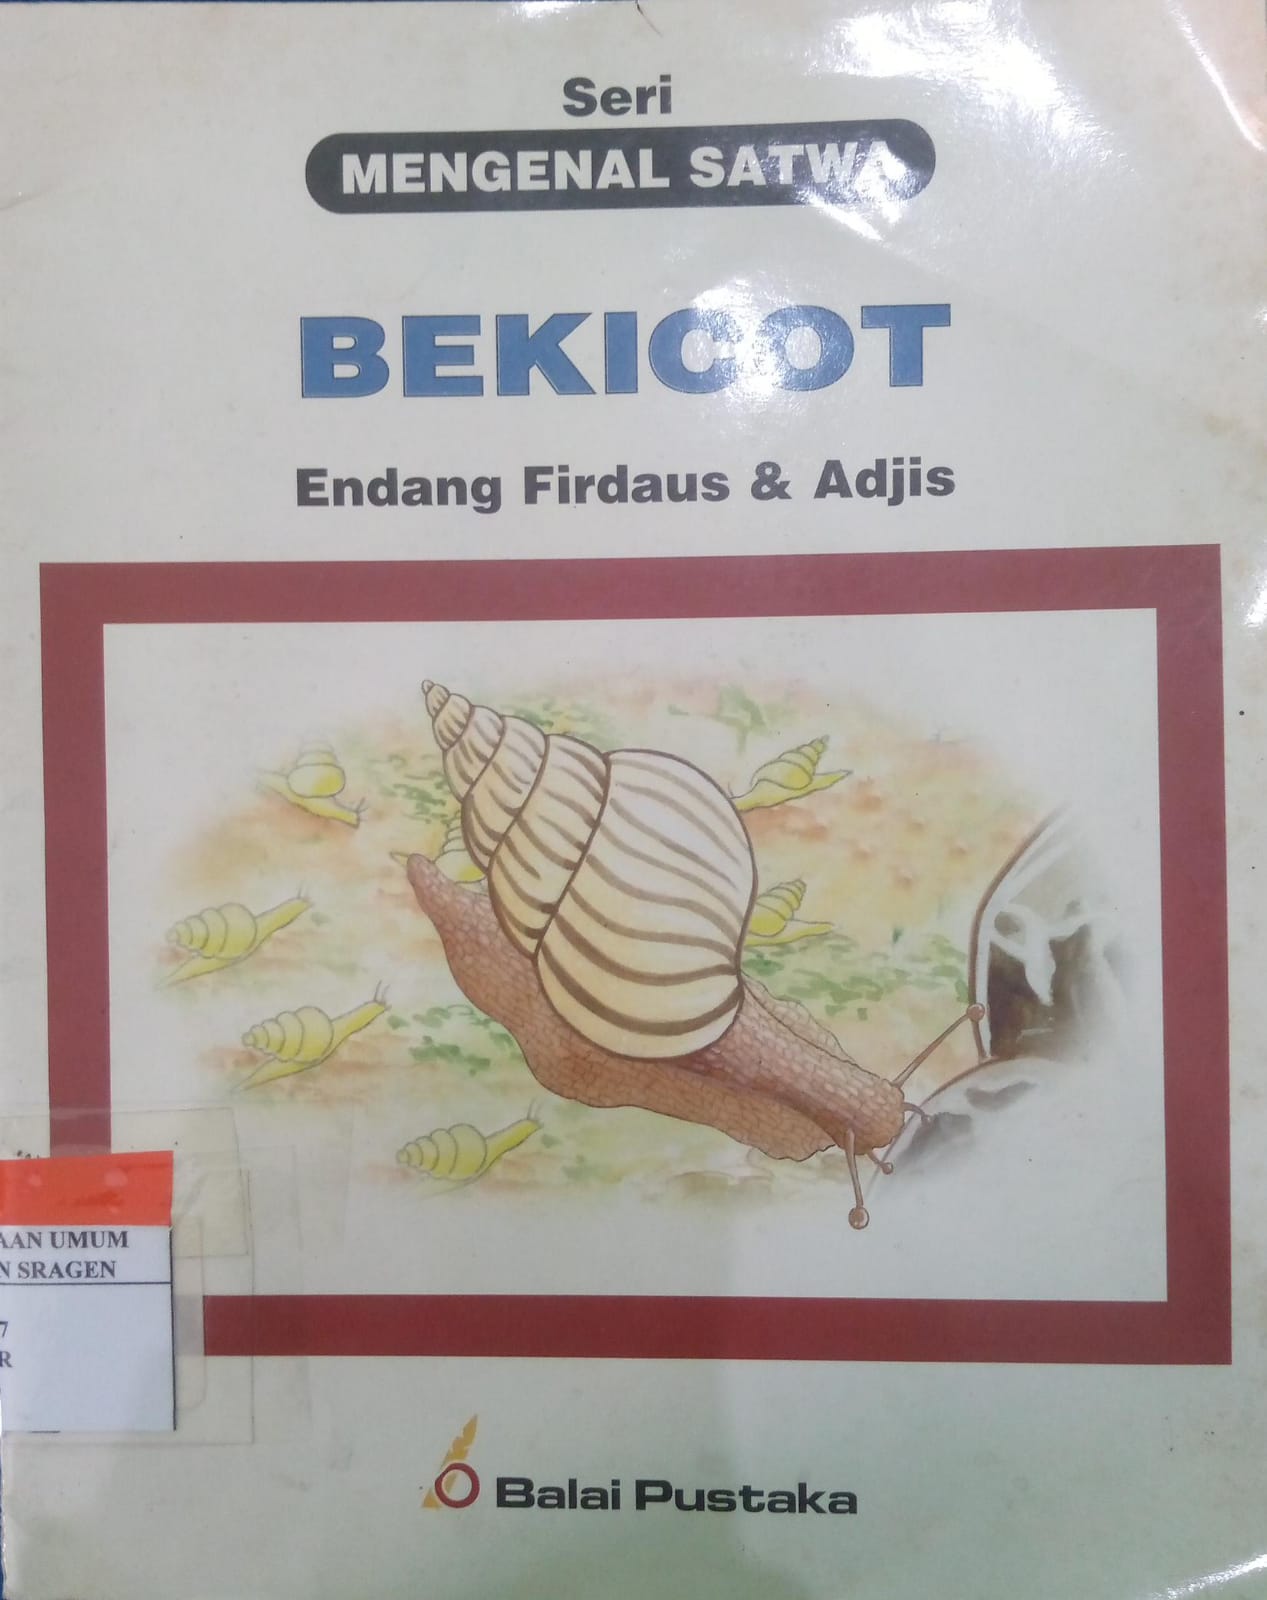 Seri
MENGENAL SATWA
BEKICOT
Endang Firdaus & Adjis
AAN UMUM
N SRAGEN
7
R
Balai Pustaka